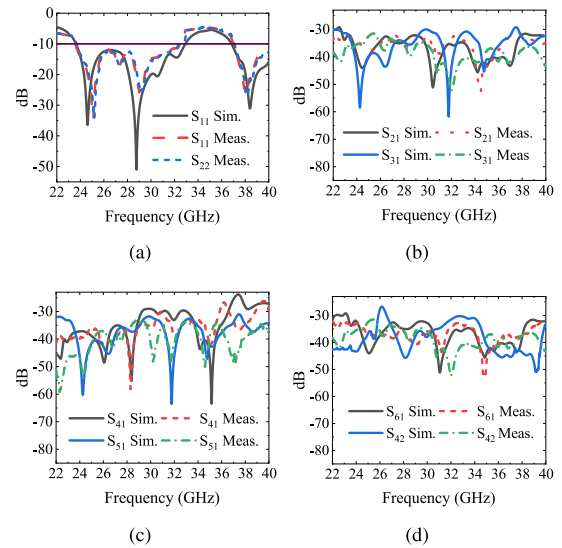 0
-10
-20
-30
-40
-50
dB
S11 Sim.
S11 Meas.
S22 Meas.
22 24 26 28 30 32 34 36 38 40
Frequency (GHz)
(a)
-30
-40
-50
-60
-70
-80
dB
S21 Sim. S21 Meas.
S31 Sim. S31 Meas
22 24 26 28 30 32 34 36 38 40
Frequency (GHz)
(b)
-30
-40
-50
-60
-70
-80
dB
S41 Sim. S41 Meas.
S51 Sim. S51 Meas.
22 24 26 28 30 32 34 36 38 40
Frequency (GHz)
(c)
-30
-40
-50
-60
-70
-80
dB
S61 Sim. S61 Meas.
S42 Sim. S42 Meas.
22 24 26 28 30 32 34 36 38 40
Frequency (GHz)
(d)